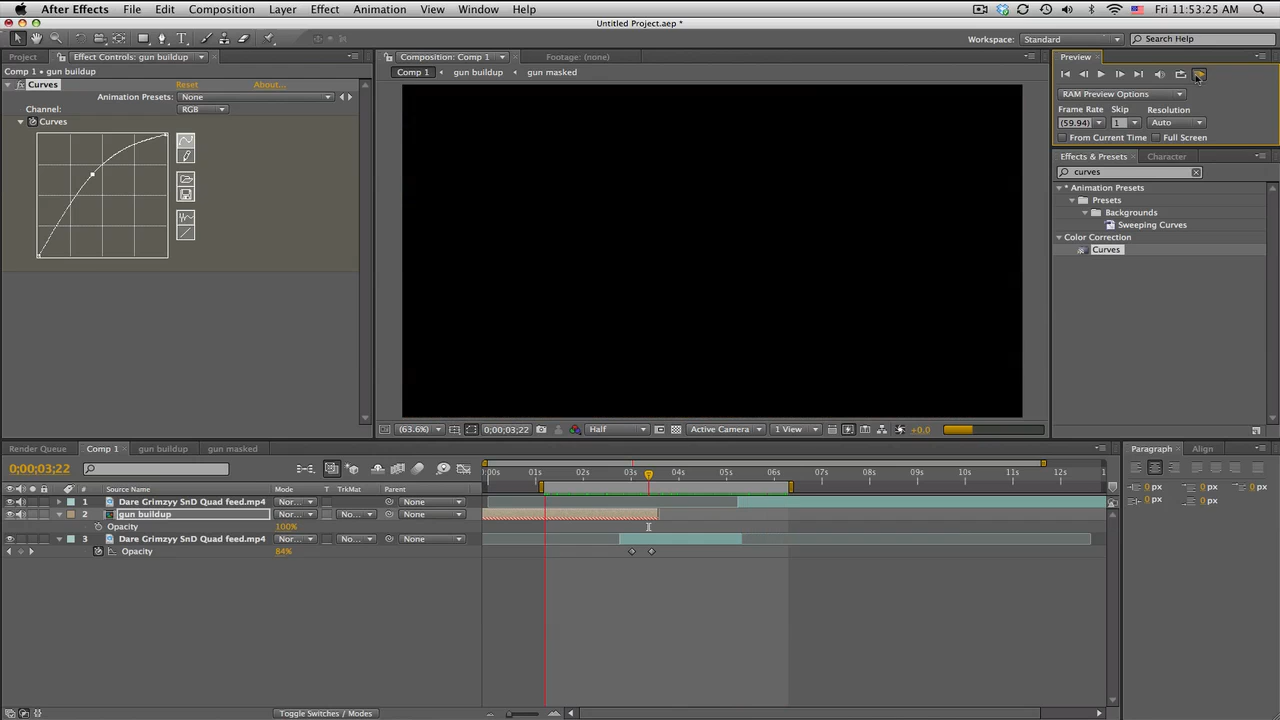 After Effects File Edit Composition Layer Effect Animation View Window Help Fri 11:53:25 AM
Untitled Project.aep *
Workspace: Standard Search Help
Project Effect Controls: gun buildup Composition: Comp 1 Footage: (none) Preview
Comp 1 • gun buildup Comp 1 gun buildup gun masked
Curves Reset About...
Animation Presets: None
Channel: RGB
Curves
RAM Preview Options
Frame Rate Skip Resolution
(59.94) 1 Auto
From Current Time Full Screen
Effects & Presets Character
curves
* Animation Presets
Presets
Backgrounds
Sweeping Curves
Color Correction
Curves
(63.6%) 0;00;03;22 Half Active Camera 1 View +0.0
Render Queue Comp 1 gun buildup gun masked Paragraph Align
0;00;03;22
:00s 01s 02s 03s 04s 05s 06s 07s 08s 09s 10s 11s 12s
# Source Name Mode T TrkMat Parent
1 Dare Grimzyy SnD Quad feed.mp4 Nor... None
2 gun buildup Nor... No... None
Opacity 100%
3 Dare Grimzyy SnD Quad feed.mp4 Nor... No... None
Opacity 84%
0 px 0 px 0 px
0 px 0 px
Toggle Switches / Modes